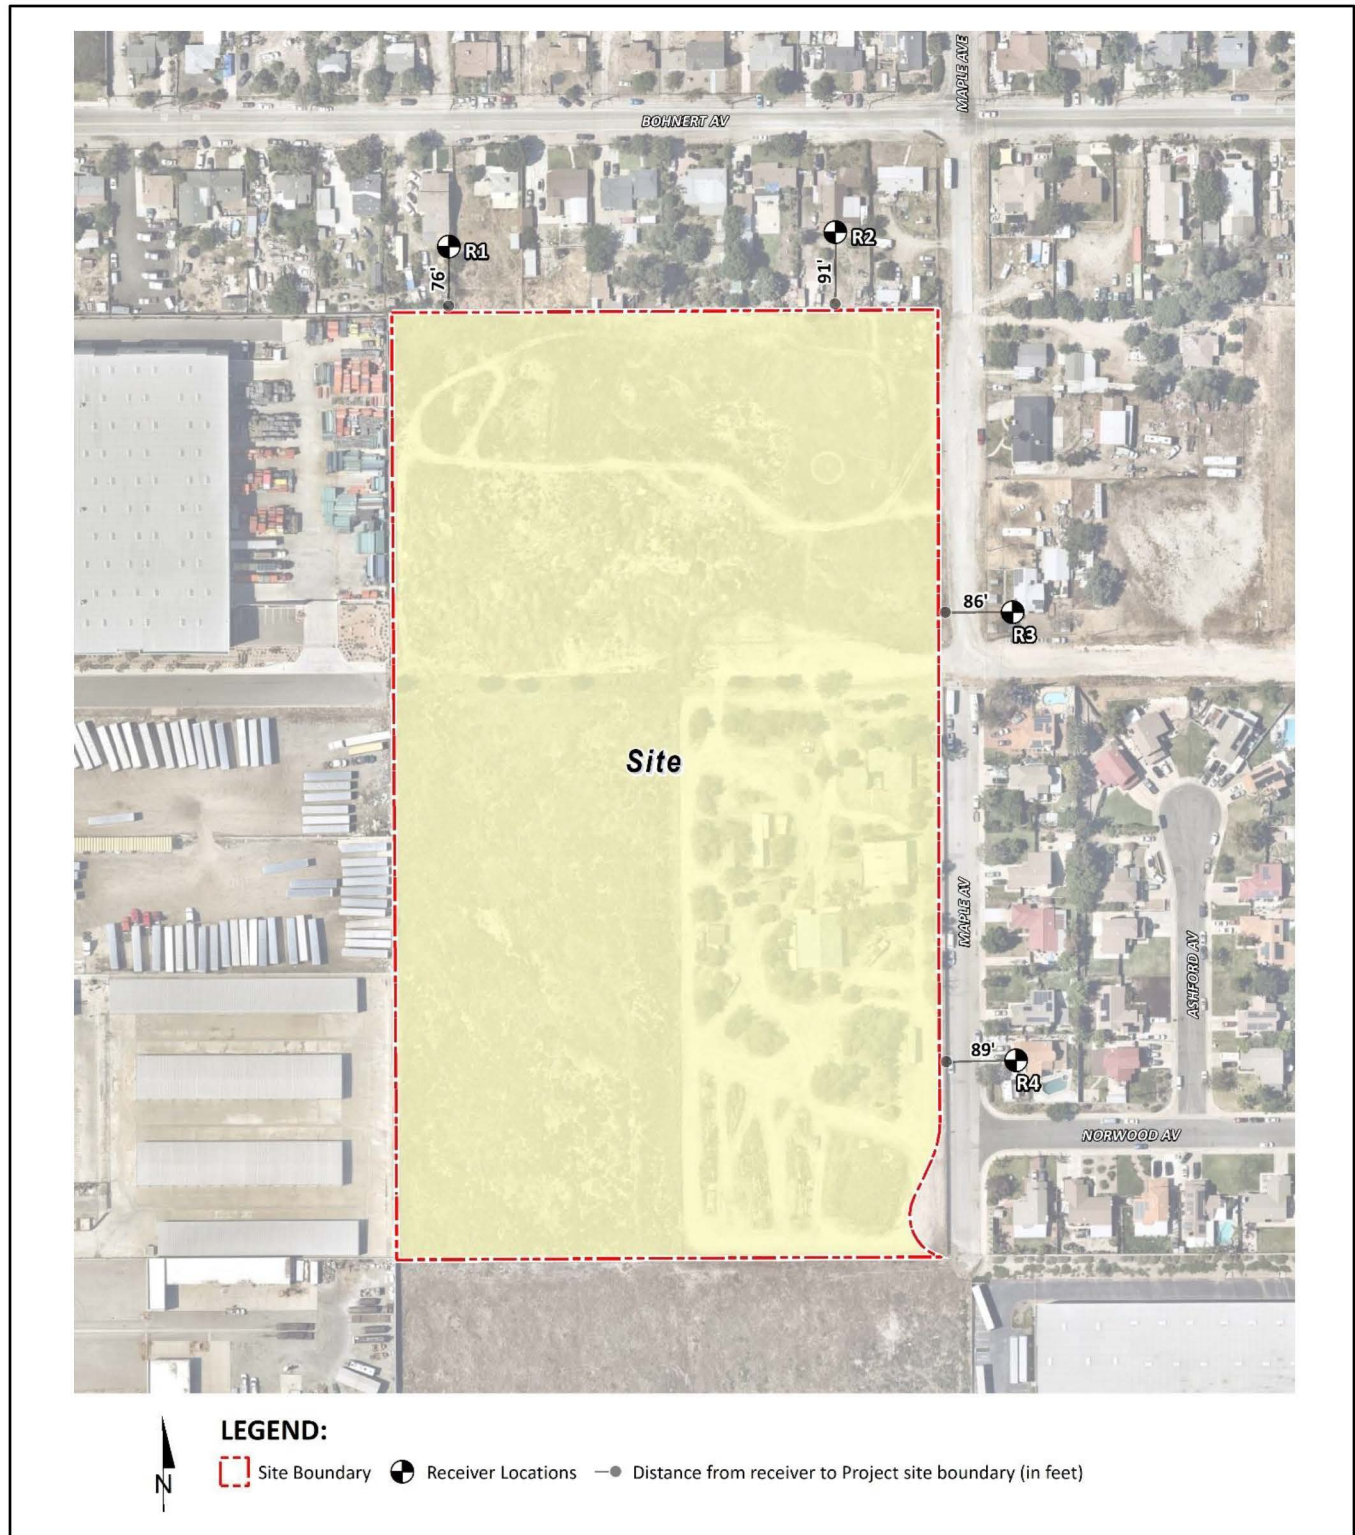 MAPLE AVE
BOHNERT AV
R1
R2
76'
91'
86'
R3
Site
MAPLE AV
ASHFORD AV
89'
R4
NORWOOD AV
LEGEND:
N
Site Boundary
Receiver Locations
Distance from receiver to Project site boundary (in feet)